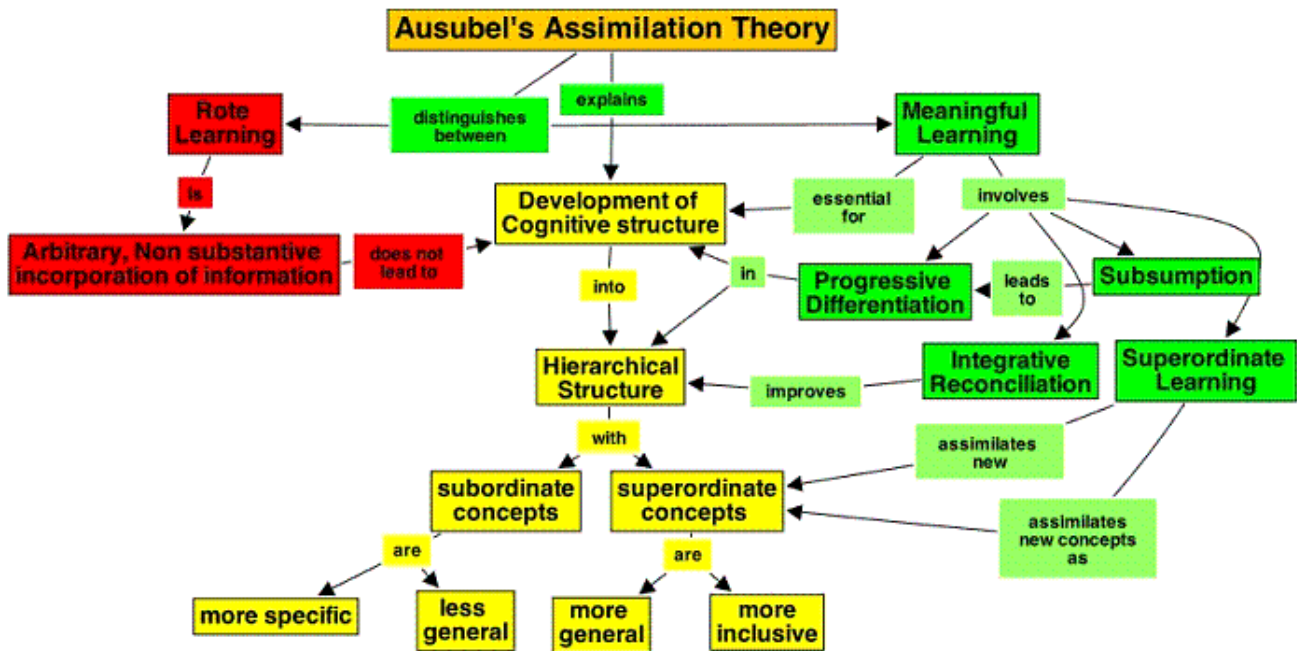 Ausubel's Assimilation Theory
explains
distinguishes
between
Rote
Learning
Meaningful
Learning
is
essential
for
involves
Development of
Cognitive structure
Arbitrary, Non substantive
incorporation of information
does not
lead to
into
in
Progressive
Differentiation
leads
to
Subsumption
Hierarchical
Structure
improves
Integrative
Reconciliation
Superordinate
Learning
with
assimilates
new
subordinate
concepts
superordinate
concepts
assimilates
new concepts
as
are
are
more specific
less
general
more
general
more
inclusive